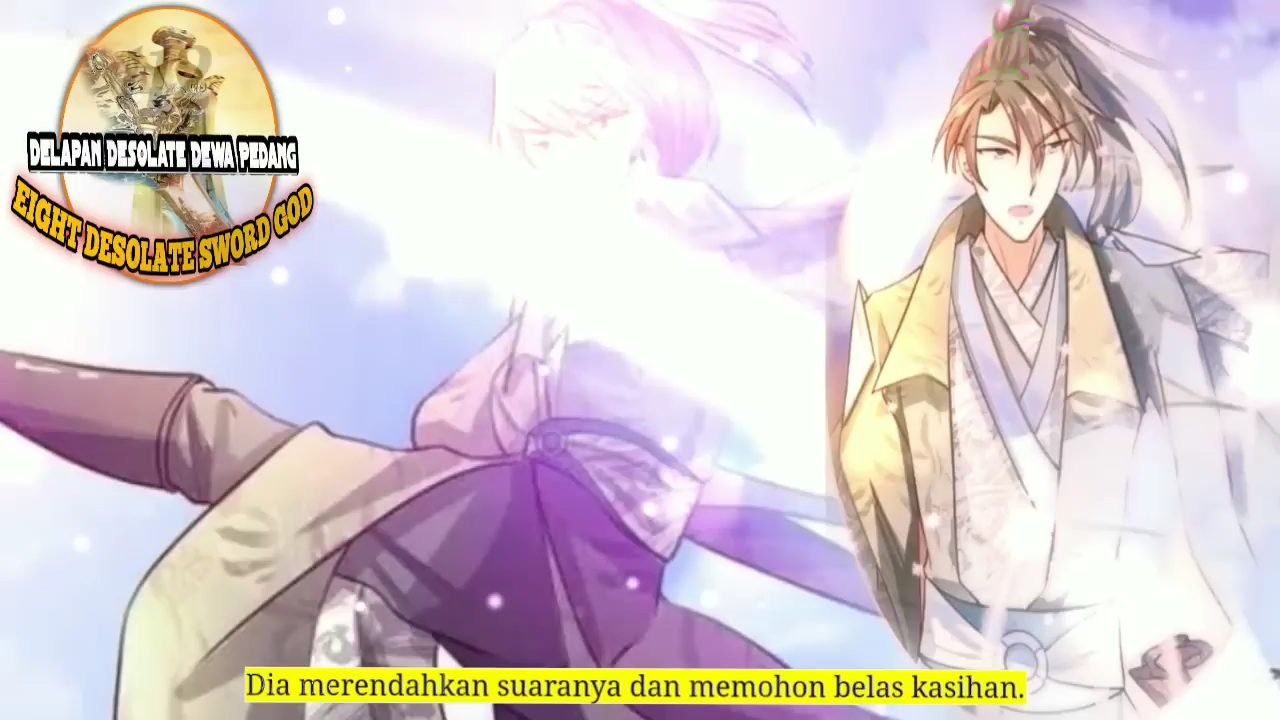 DELAPAN DESOLATE DEWA PEDANG
EIGHT DESOLATE SWORD GOD
Dia merendahkan suaranya dan memohon belas kasihan.